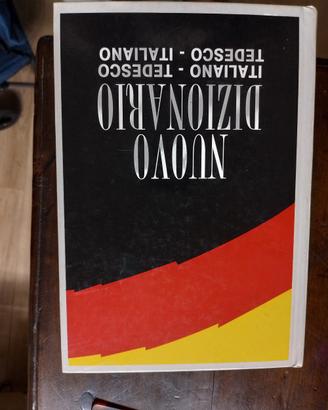 NUOVO
DIZIONARIO
ITALIANO - TEDESCO
TEDESCO - ITALIANO